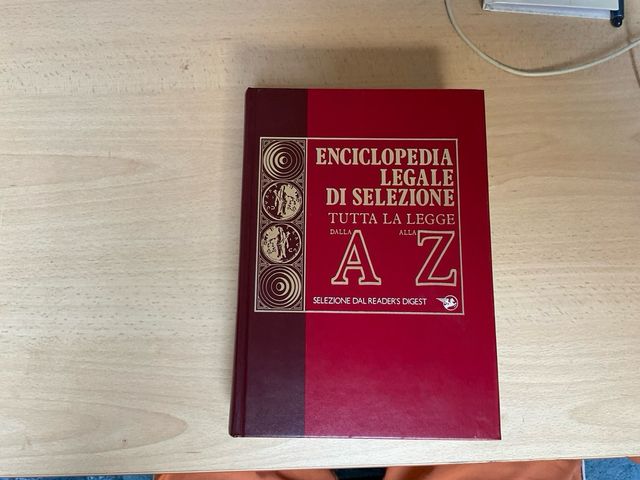 ENCICLOPEDIA
LEGALE
DI SELEZIONE
TUTTA LA LEGGE
DALLA A ALLA Z
SELEZIONE DAL READER'S DIGEST